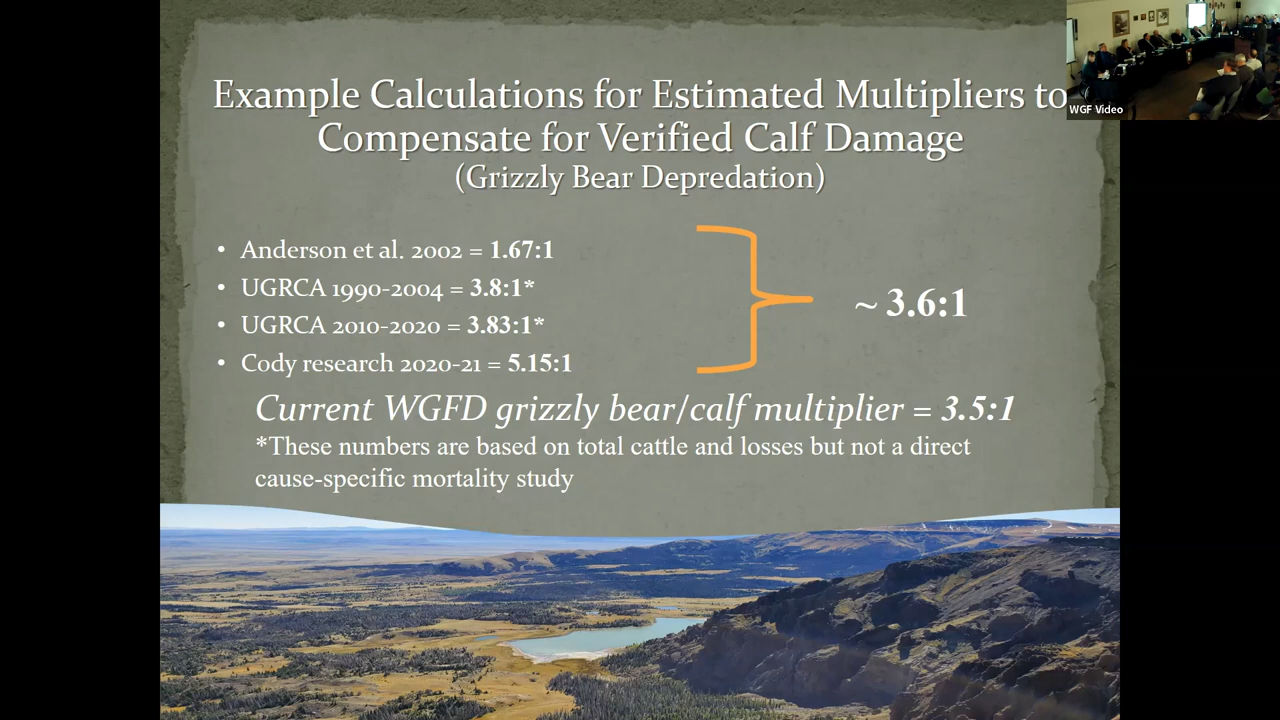 Example Calculations for Estimated Multipliers to
Compensate for Verified Calf Damage
(Grizzly Bear Depredation)
WGF Video
• Anderson et al. 2002 = 1.67:1
• UGRCA 1990-2004 = 3.8:1*
• UGRCA 2010-2020 = 3.83:1*
• Cody research 2020-21 = 5.15:1
~ 3.6:1
Current WGFD grizzly bear/calf multiplier = 3.5:1
*These numbers are based on total cattle and losses but not a direct
cause-specific mortality study